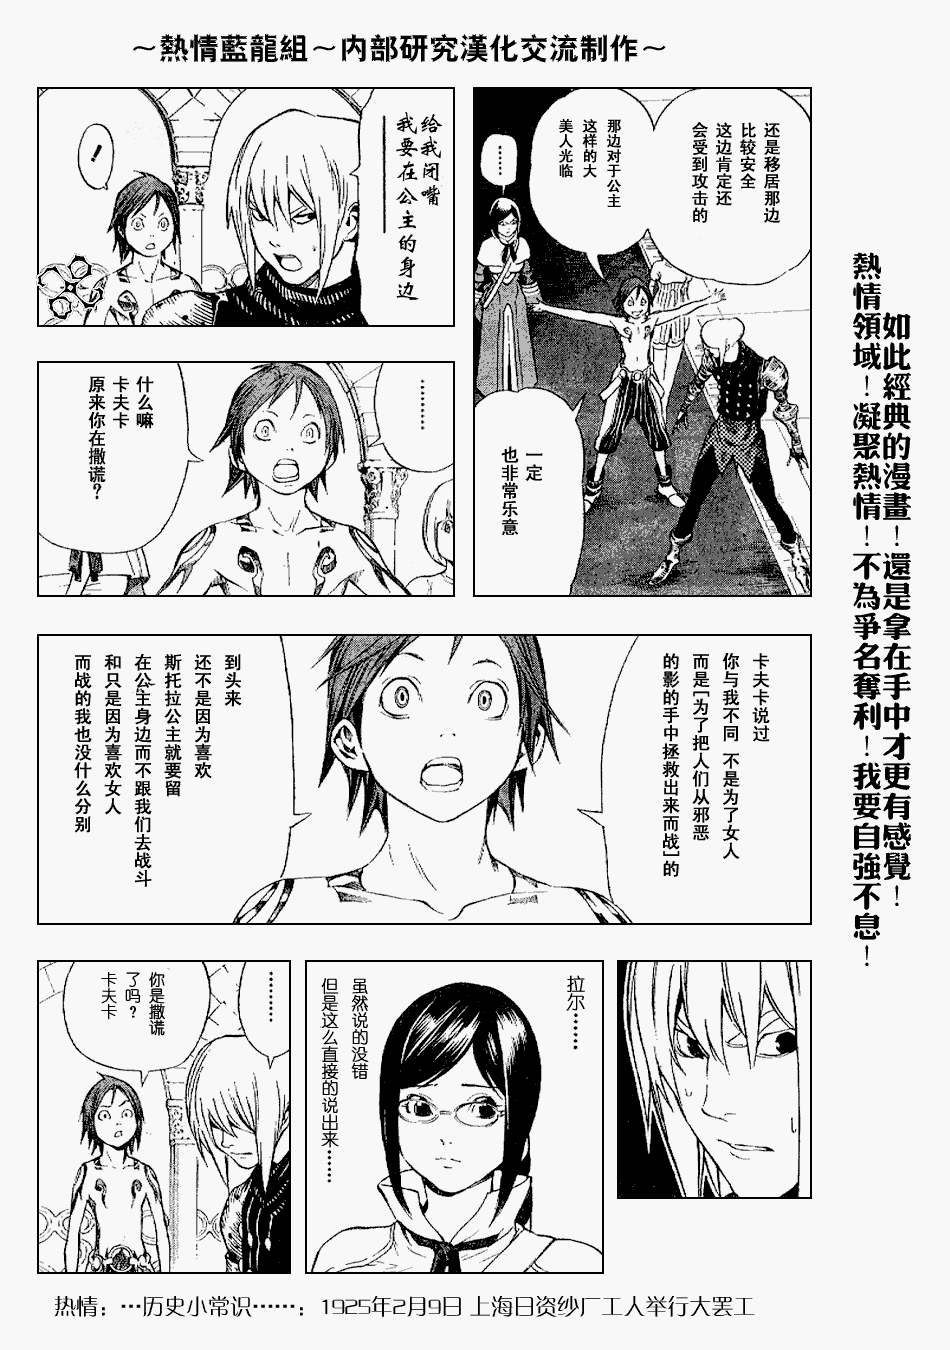 ～熱情藍龍組～内部研究漢化交流制作～
还是移居那边
比较安全
这边肯定还
会受到攻击的
那边对于公主
这样的大
美人光临
……
一定
也非常乐意
给我闭嘴
——我要在公主的身边
！
………
什么嘛
卡夫卡
原来你在撒谎？
卡夫卡说过
你与我不同 不是为了女人
而是[为了把人们从邪恶
的影的手中拯救出来而战]的
到头来
还不是因为喜欢
斯托拉公主就要留
在公主身边而不跟我们去战斗
和只是因为喜欢女人
而战的我也没什么分别
拉尔……
虽然说的没错
但是这么直接的说出来……
………
你是撒谎
了吗？
卡夫卡
如此經典的漫畫！還是拿在手中才更有感覺！
熱情領域！凝聚熱情！不為爭名奪利！我要自強不息！
热情：…历史小常识……：1925年2月9日 上海日资纱厂工人举行大罢工